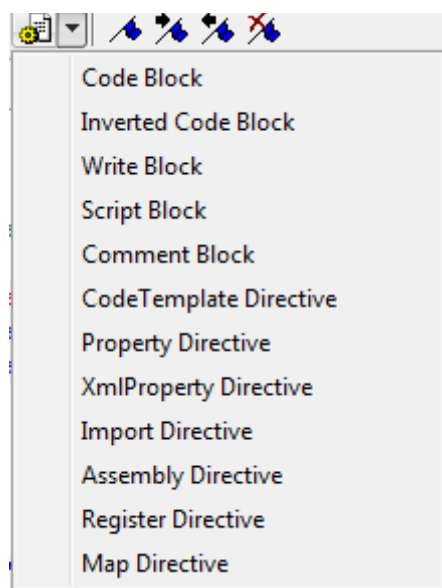 Code Block
Inverted Code Block
Write Block
Script Block
Comment Block
CodeTemplate Directive
Property Directive
XmlProperty Directive
Import Directive
Assembly Directive
Register Directive
Map Directive